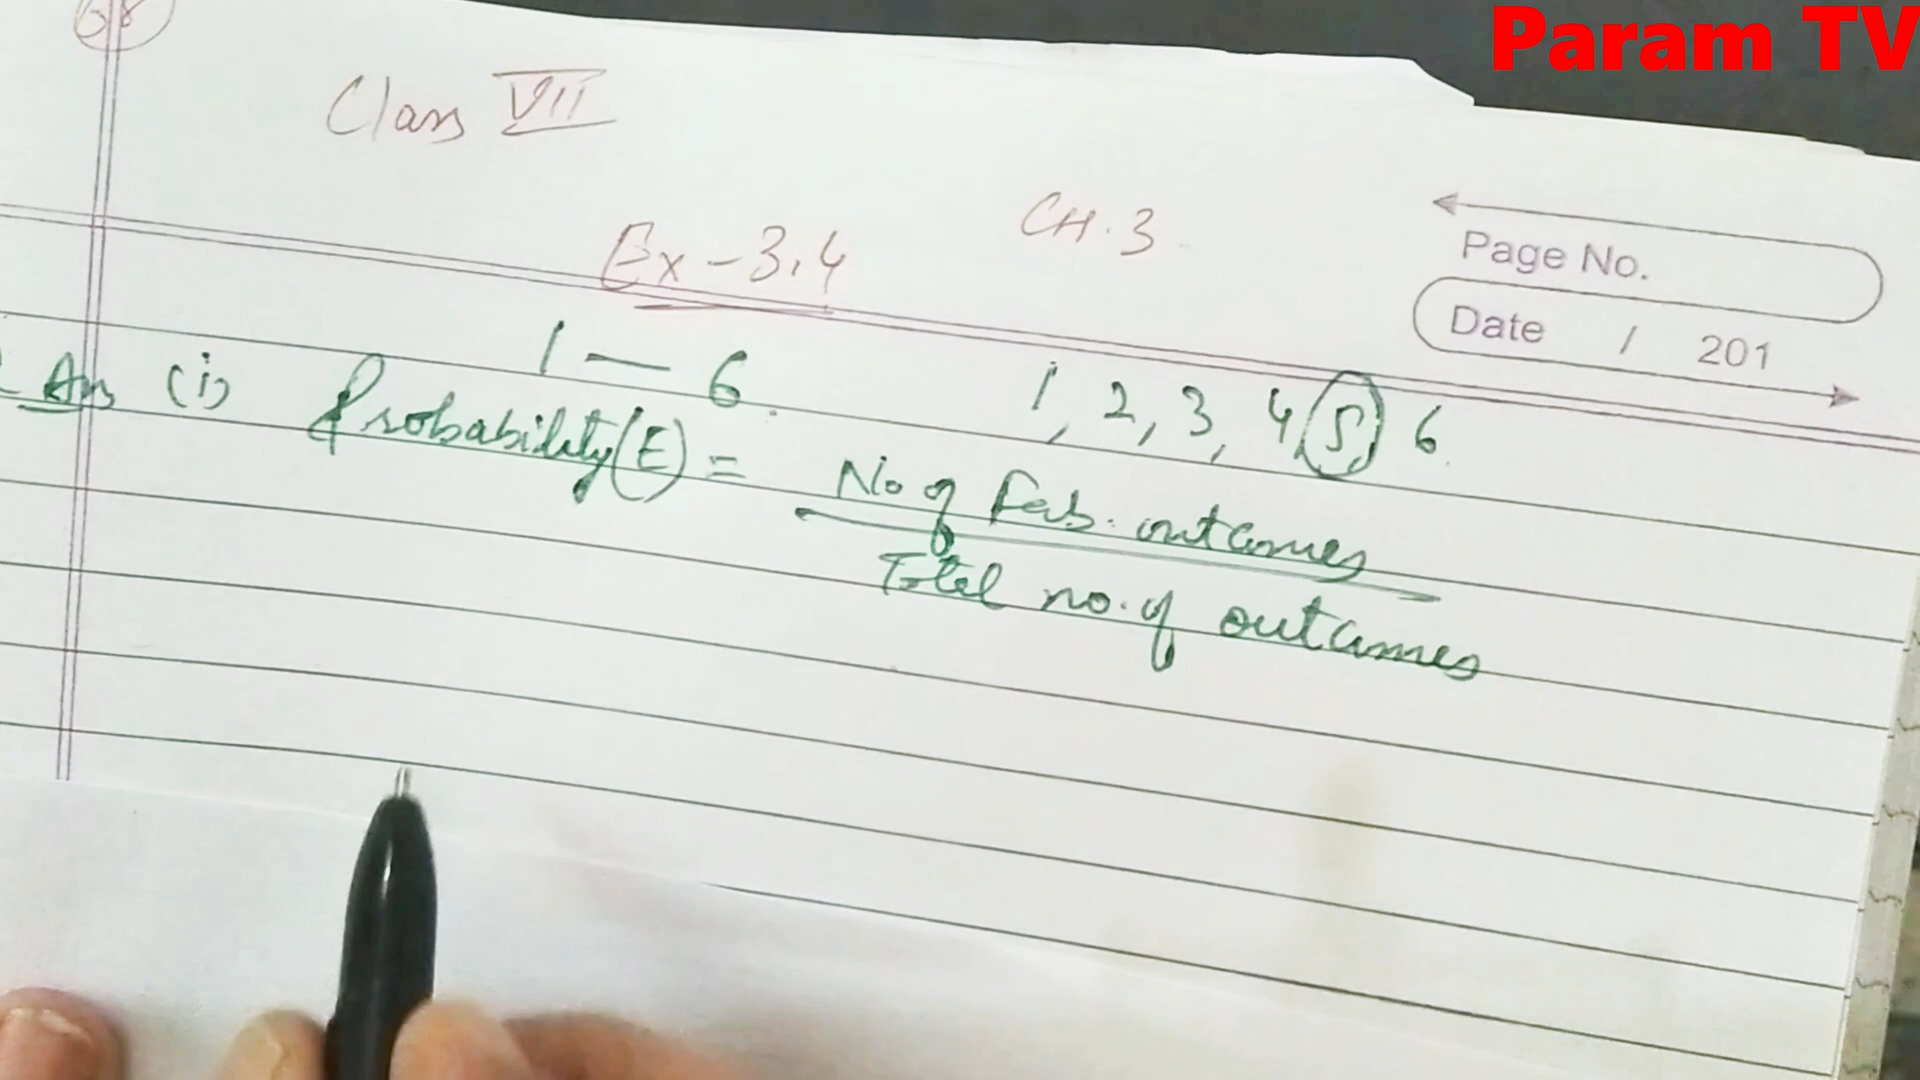 Param TV
Class VII
CH. 3
Ex - 3.4
Page No.
Date / 201
1 — 6.
1, 2, 3, 4, 5, 6.
Ans (i) Probability (E) = No of Fab. outcomes
Total no. of outcomes